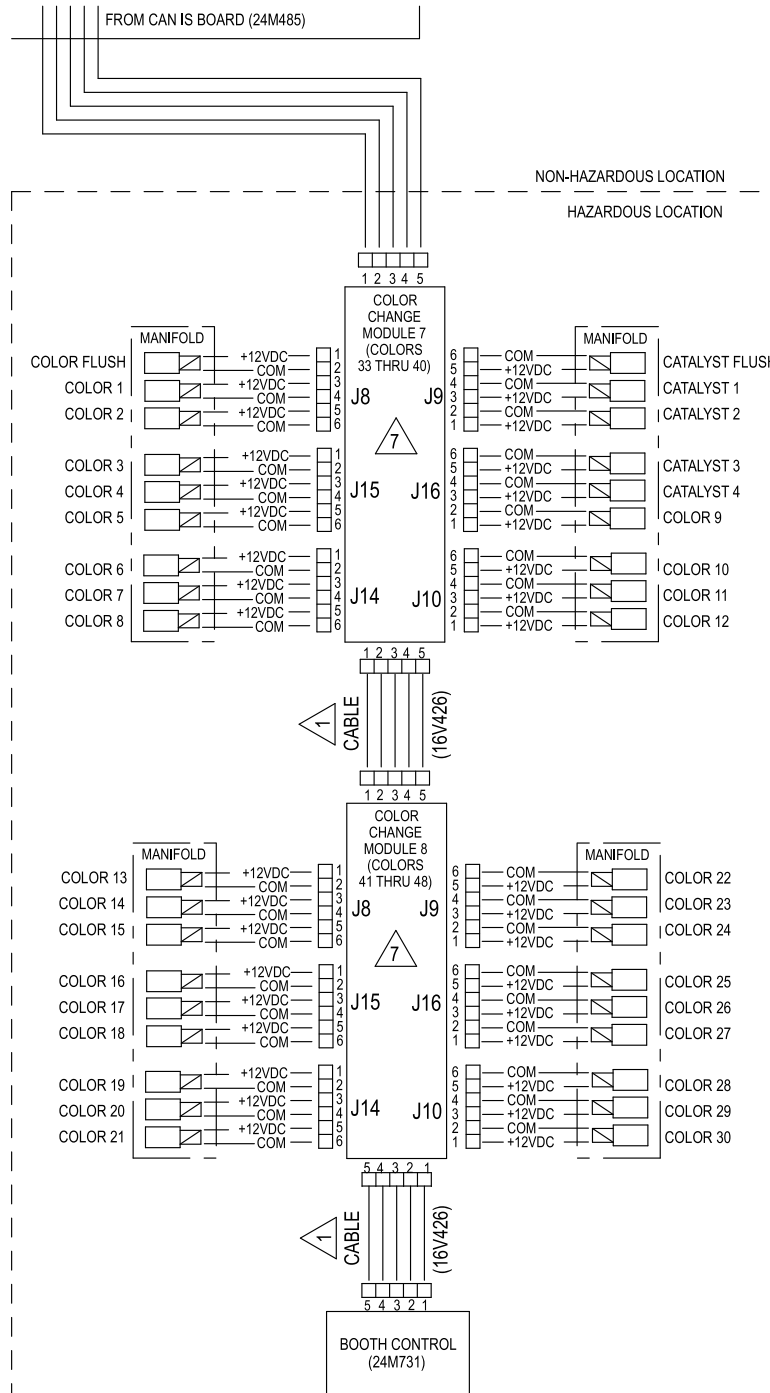 FROM CAN IS BOARD (24M485)
NON-HAZARDOUS LOCATION
HAZARDOUS LOCATION
1 2 3 4 5
COLOR
CHANGE
MODULE 7
(COLORS
33 THRU 40)
MANIFOLD
MANIFOLD
COLOR FLUSH +12VDC 1 6 COM CATALYST FLUSH
COM 2 5 +12VDC
COLOR 1 +12VDC 3 J8 J9 4 COM CATALYST 1
COM 4 3 +12VDC
COLOR 2 +12VDC 5 2 COM CATALYST 2
COM 6 1 +12VDC
7
COLOR 3 +12VDC 1 6 COM CATALYST 3
COM 2 5 +12VDC
COLOR 4 +12VDC 3 J15 J16 4 COM CATALYST 4
COM 4 3 +12VDC
COLOR 5 +12VDC 5 2 COM COLOR 9
COM 6 1 +12VDC
COLOR 6 +12VDC 1 6 COM COLOR 10
COM 2 5 +12VDC
COLOR 7 +12VDC 3 J14 J10 4 COM COLOR 11
COM 4 3 +12VDC
COLOR 8 +12VDC 5 2 COM COLOR 12
COM 6 1 +12VDC
1 2 3 4 5
1 CABLE (16V426)
1 2 3 4 5
COLOR
CHANGE
MODULE 8
(COLORS
41 THRU 48)
MANIFOLD
MANIFOLD
COLOR 13 +12VDC 1 6 COM COLOR 22
COM 2 5 +12VDC
COLOR 14 +12VDC 3 J8 J9 4 COM COLOR 23
COM 4 3 +12VDC
COLOR 15 +12VDC 5 2 COM COLOR 24
COM 6 1 +12VDC
7
COLOR 16 +12VDC 1 6 COM COLOR 25
COM 2 5 +12VDC
COLOR 17 +12VDC 3 J15 J16 4 COM COLOR 26
COM 4 3 +12VDC
COLOR 18 +12VDC 5 2 COM COLOR 27
COM 6 1 +12VDC
COLOR 19 +12VDC 1 6 COM COLOR 28
COM 2 5 +12VDC
COLOR 20 +12VDC 3 J14 J10 4 COM COLOR 29
COM 4 3 +12VDC
COLOR 21 +12VDC 5 2 COM COLOR 30
COM 6 1 +12VDC
5 4 3 2 1
1 CABLE (16V426)
5 4 3 2 1
BOOTH CONTROL
(24M731)